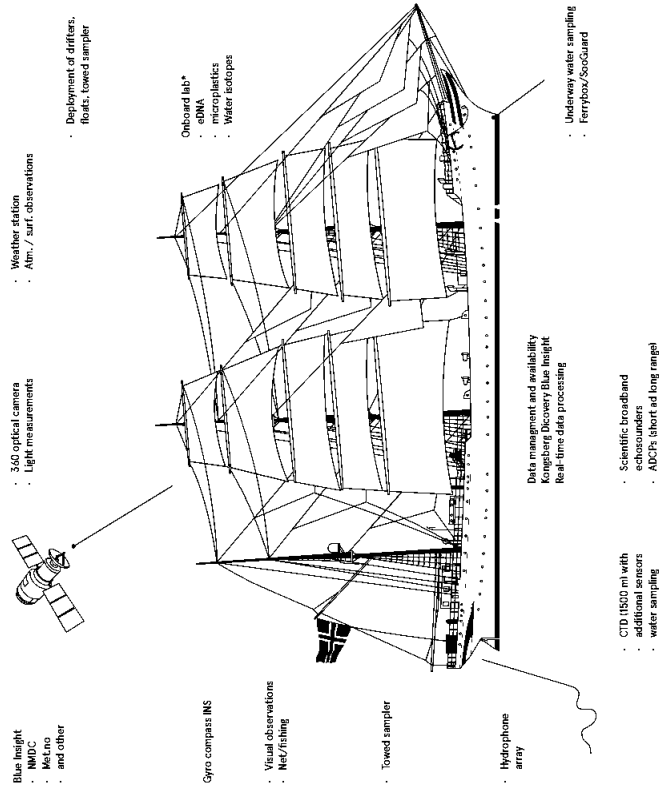 Blue Insight
· NMDC
· Met.no
· and other
· 360 optical camera
· Light measurements
· Weather station
· Atm. / surf. observations
· Deployment of drifters,
floats, towed sampler
Gyro compass INS
Onboard lab*
· eDNA
· microplastics
· Water isotopes
· Visual observations
· Net/fishing
· Towed sampler
· Hydrophone
array
Data managment and availability
Kongsberg Dicovery Blue Insight
Real-time data processing
· Underway water sampling
· Ferrybox/SooGuard
· CTD (1500 m) with
· additional sensors
· water sampling
· Scientific broadband
echosounders
· ADCPs (short ad long range)